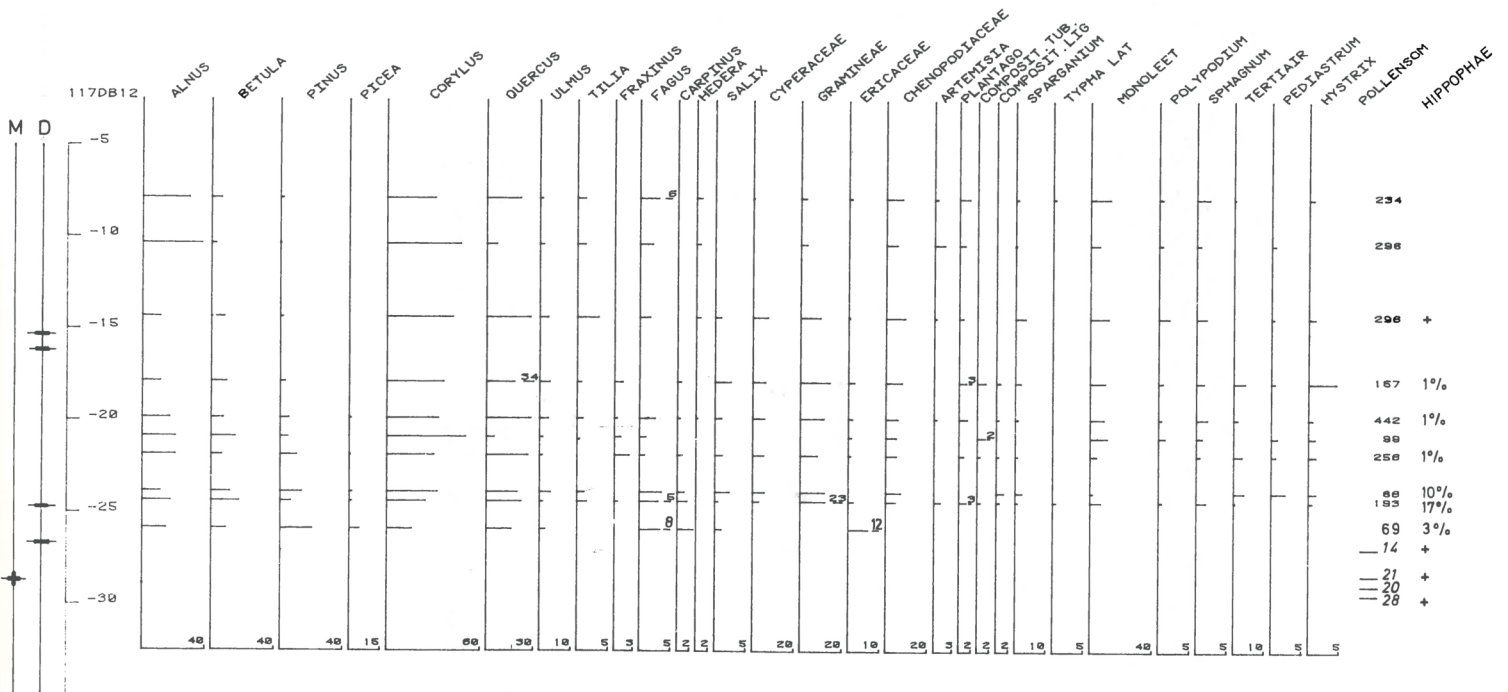 117DB12 ALNUS BETULA PINUS PICEA CORYLUS QUERCUS ULMUS TILIA FRAXINUS FAGUS CARPINUS HEDERA SALIX CYPERACEAE GRAMINEAE ERICACEAE CHENOPODIACEAE ARTEMISIA PLANTAGO COMPOSIT. TUB. COMPOSIT. LIG SPARGANIUM TYPHA LAT MONOLEET POLYPODIUM SPHAGNUM TERTIAIR PEDIASTRUM HYSTRIX POLLENSOM HIPPOPHAE
M D
-5
6 234
-10
296
-15 296 +
34 3 167 1%
-20 442 1%
2 99
256 1%
68 10%
-25 5 23 3 193 17%
8 12 69 3%
14 +
21 +
20
-30 28 +
40 40 40 15 60 30 10 5 3 5 2 2 5 20 20 10 20 3 2 2 2 10 5 40 5 5 10 5 5